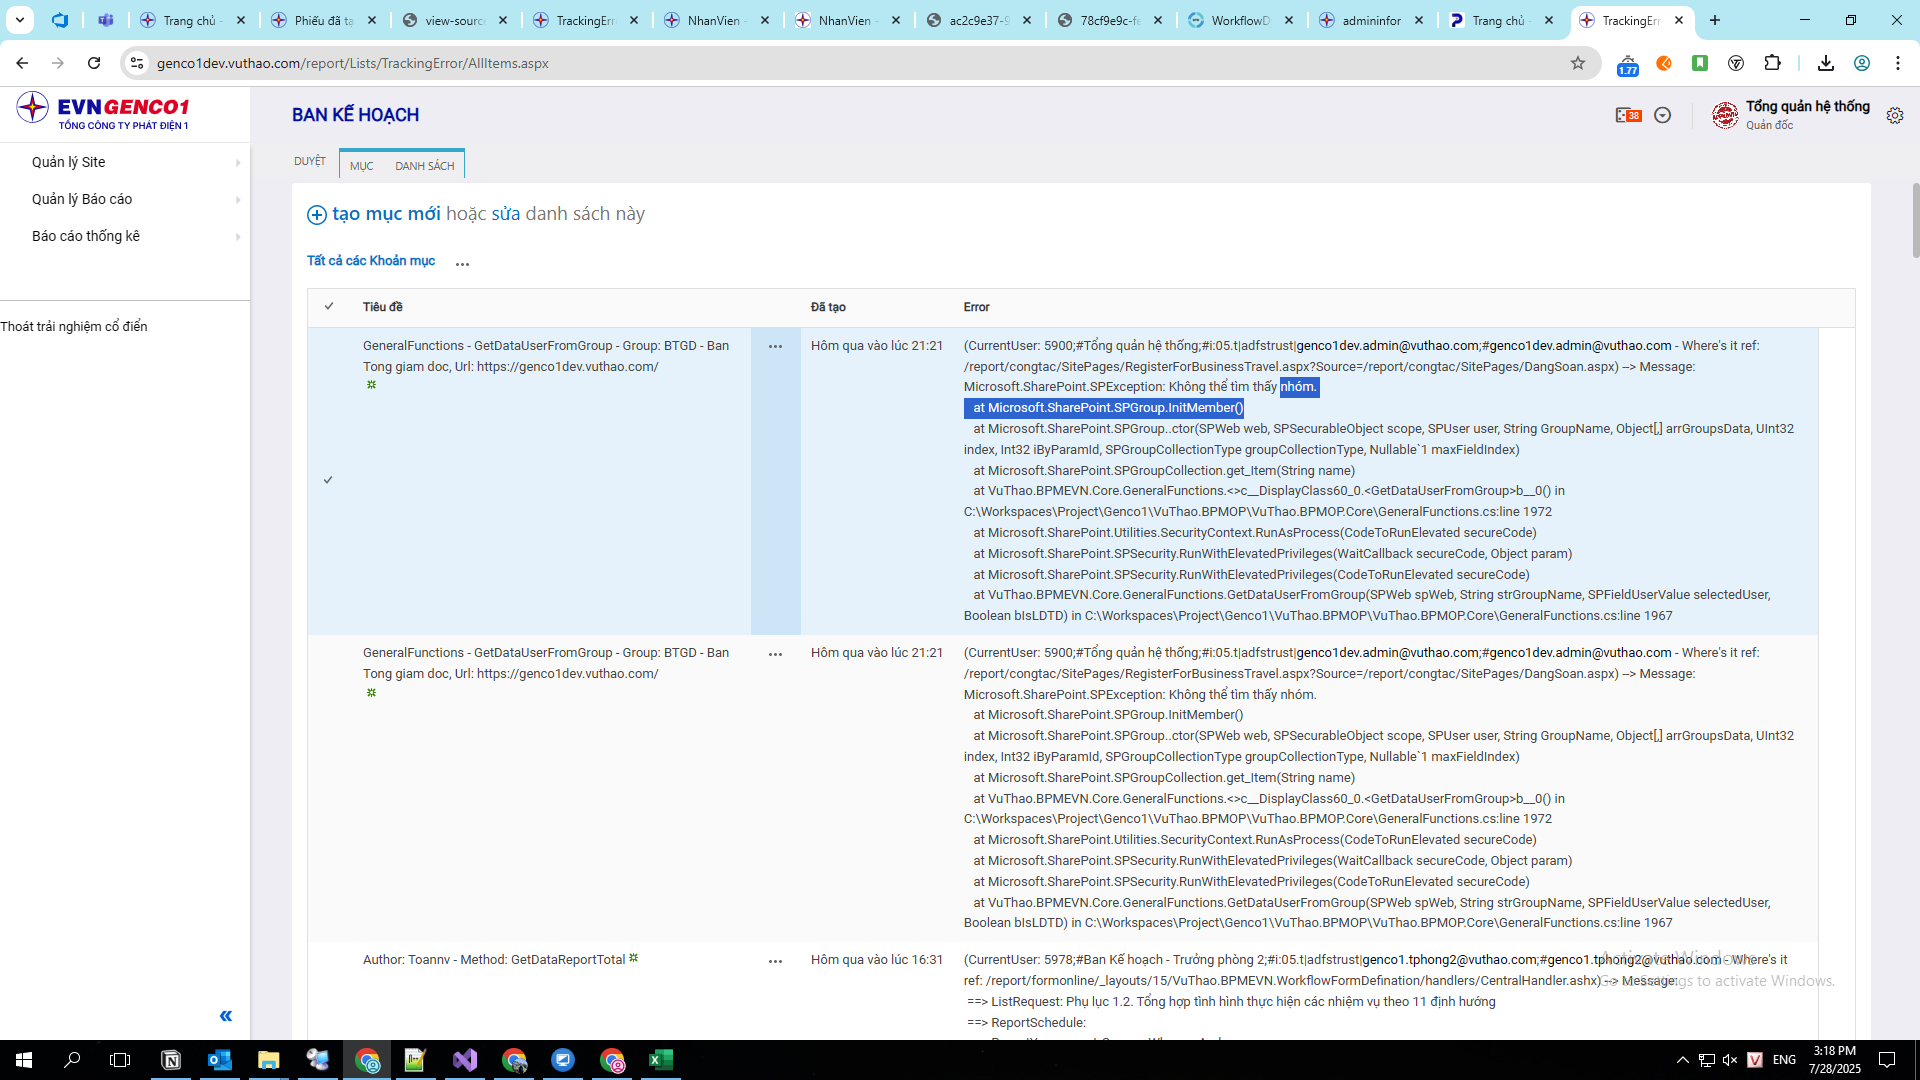 Trang chủ -
Phiếu đã tạ
view-source
TrackingErr
NhanVien -
NhanVien -
ac2c9e37-9
78cf9e9c-fe
WorkflowD
admininfor
Trang chủ -
TrackingErr
genco1dev.vuthao.com/report/Lists/TrackingError/AllItems.aspx
1.77
EVNGENCO1
TỔNG CÔNG TY PHÁT ĐIỆN 1
BAN KẾ HOẠCH
38
Tổng quản hệ thống
Quản đốc
Quản lý Site
Quản lý Báo cáo
Báo cáo thống kê
Thoát trải nghiệm cổ điển
DUYỆT
MỤC
DANH SÁCH
tạo mục mới hoặc sửa danh sách này
Tất cả các Khoản mục ...
Tiêu đề
Đã tạo
Error
GeneralFunctions - GetDataUserFromGroup - Group: BTGD - Ban
Tong giam doc, Url: https://genco1dev.vuthao.com/
Hôm qua vào lúc 21:21
(CurrentUser: 5900;#Tổng quản hệ thống;#i:05.t|adfstrust|genco1dev.admin@vuthao.com;#genco1dev.admin@vuthao.com - Where's it ref:
/report/congtac/SitePages/RegisterForBusinessTravel.aspx?Source=/report/congtac/SitePages/DangSoan.aspx) --> Message:
Microsoft.SharePoint.SPException: Không thể tìm thấy nhóm.
at Microsoft.SharePoint.SPGroup.InitMember()
at Microsoft.SharePoint.SPGroup..ctor(SPWeb web, SPSecurableObject scope, SPUser user, String GroupName, Object[,] arrGroupsData, UInt32
index, Int32 iByParamId, SPGroupCollectionType groupCollectionType, Nullable`1 maxFieldIndex)
at Microsoft.SharePoint.SPGroupCollection.get_Item(String name)
at VuThao.BPMEVN.Core.GeneralFunctions.<>c__DisplayClass60_0.<GetDataUserFromGroup>b__0() in
C:\Workspaces\Project\Genco1\VuThao.BPMOP\VuThao.BPMOP.Core\GeneralFunctions.cs:line 1972
at Microsoft.SharePoint.Utilities.SecurityContext.RunAsProcess(CodeToRunElevated secureCode)
at Microsoft.SharePoint.SPSecurity.RunWithElevatedPrivileges(WaitCallback secureCode, Object param)
at Microsoft.SharePoint.SPSecurity.RunWithElevatedPrivileges(CodeToRunElevated secureCode)
at VuThao.BPMEVN.Core.GeneralFunctions.GetDataUserFromGroup(SPWeb spWeb, String strGroupName, SPFieldUserValue selectedUser,
Boolean bIsLDTD) in C:\Workspaces\Project\Genco1\VuThao.BPMOP\VuThao.BPMOP.Core\GeneralFunctions.cs:line 1967
GeneralFunctions - GetDataUserFromGroup - Group: BTGD - Ban
Tong giam doc, Url: https://genco1dev.vuthao.com/
Hôm qua vào lúc 21:21
(CurrentUser: 5900;#Tổng quản hệ thống;#i:05.t|adfstrust|genco1dev.admin@vuthao.com;#genco1dev.admin@vuthao.com - Where's it ref:
/report/congtac/SitePages/RegisterForBusinessTravel.aspx?Source=/report/congtac/SitePages/DangSoan.aspx) --> Message:
Microsoft.SharePoint.SPException: Không thể tìm thấy nhóm.
at Microsoft.SharePoint.SPGroup.InitMember()
at Microsoft.SharePoint.SPGroup..ctor(SPWeb web, SPSecurableObject scope, SPUser user, String GroupName, Object[,] arrGroupsData, UInt32
index, Int32 iByParamId, SPGroupCollectionType groupCollectionType, Nullable`1 maxFieldIndex)
at Microsoft.SharePoint.SPGroupCollection.get_Item(String name)
at VuThao.BPMEVN.Core.GeneralFunctions.<>c__DisplayClass60_0.<GetDataUserFromGroup>b__0() in
C:\Workspaces\Project\Genco1\VuThao.BPMOP\VuThao.BPMOP.Core\GeneralFunctions.cs:line 1972
at Microsoft.SharePoint.Utilities.SecurityContext.RunAsProcess(CodeToRunElevated secureCode)
at Microsoft.SharePoint.SPSecurity.RunWithElevatedPrivileges(WaitCallback secureCode, Object param)
at Microsoft.SharePoint.SPSecurity.RunWithElevatedPrivileges(CodeToRunElevated secureCode)
at VuThao.BPMEVN.Core.GeneralFunctions.GetDataUserFromGroup(SPWeb spWeb, String strGroupName, SPFieldUserValue selectedUser,
Boolean bIsLDTD) in C:\Workspaces\Project\Genco1\VuThao.BPMOP\VuThao.BPMOP.Core\GeneralFunctions.cs:line 1967
Author: Toannv - Method: GetDataReportTotal
Hôm qua vào lúc 16:31
(CurrentUser: 5978;#Ban Kế hoạch - Trưởng phòng 2;#i:05.t|adfstrust|genco1.tphong2@vuthao.com;#genco1.tphong2@vuthao.com - Where's it
ref: /report/formonline/_layouts/15/VuThao.BPMEVN.WorkflowFormDefination/handlers/CentralHandler.ashx) --> Message:
==> ListRequest: Phụ lục 1.2. Tổng hợp tình hình thực hiện các nhiệm vụ theo 11 định hướng
==> ReportSchedule:
Activate Windows
Go to Settings to activate Windows.
ENG
3:18 PM
7/28/2025